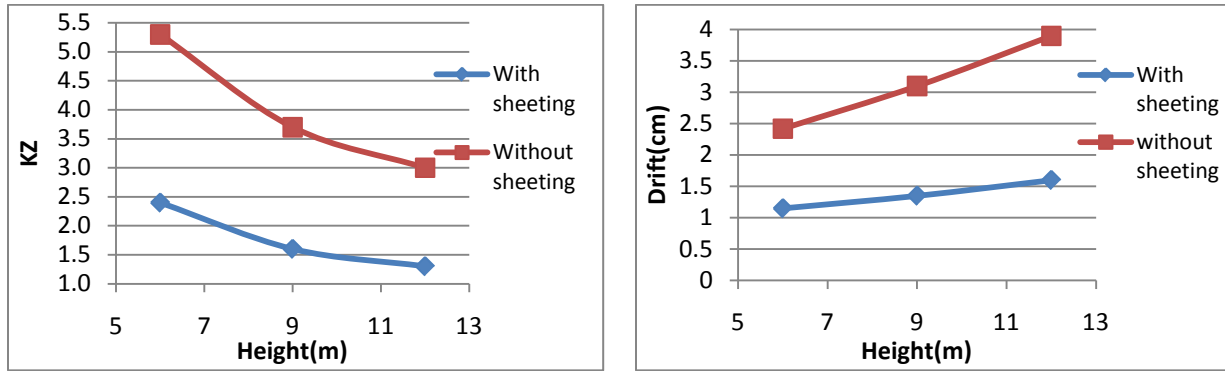 5.5
5.0
4.5
4.0
3.5
3.0
2.5
2.0
1.5
1.0
KZ
5 7 9 11 13
Height(m)
With
sheeting
Without
sheeting
4
3.5
3
2.5
2
1.5
1
0.5
0
Drift(cm)
5 7 9 11 13
Height(m)
With
sheeting
without
sheeting